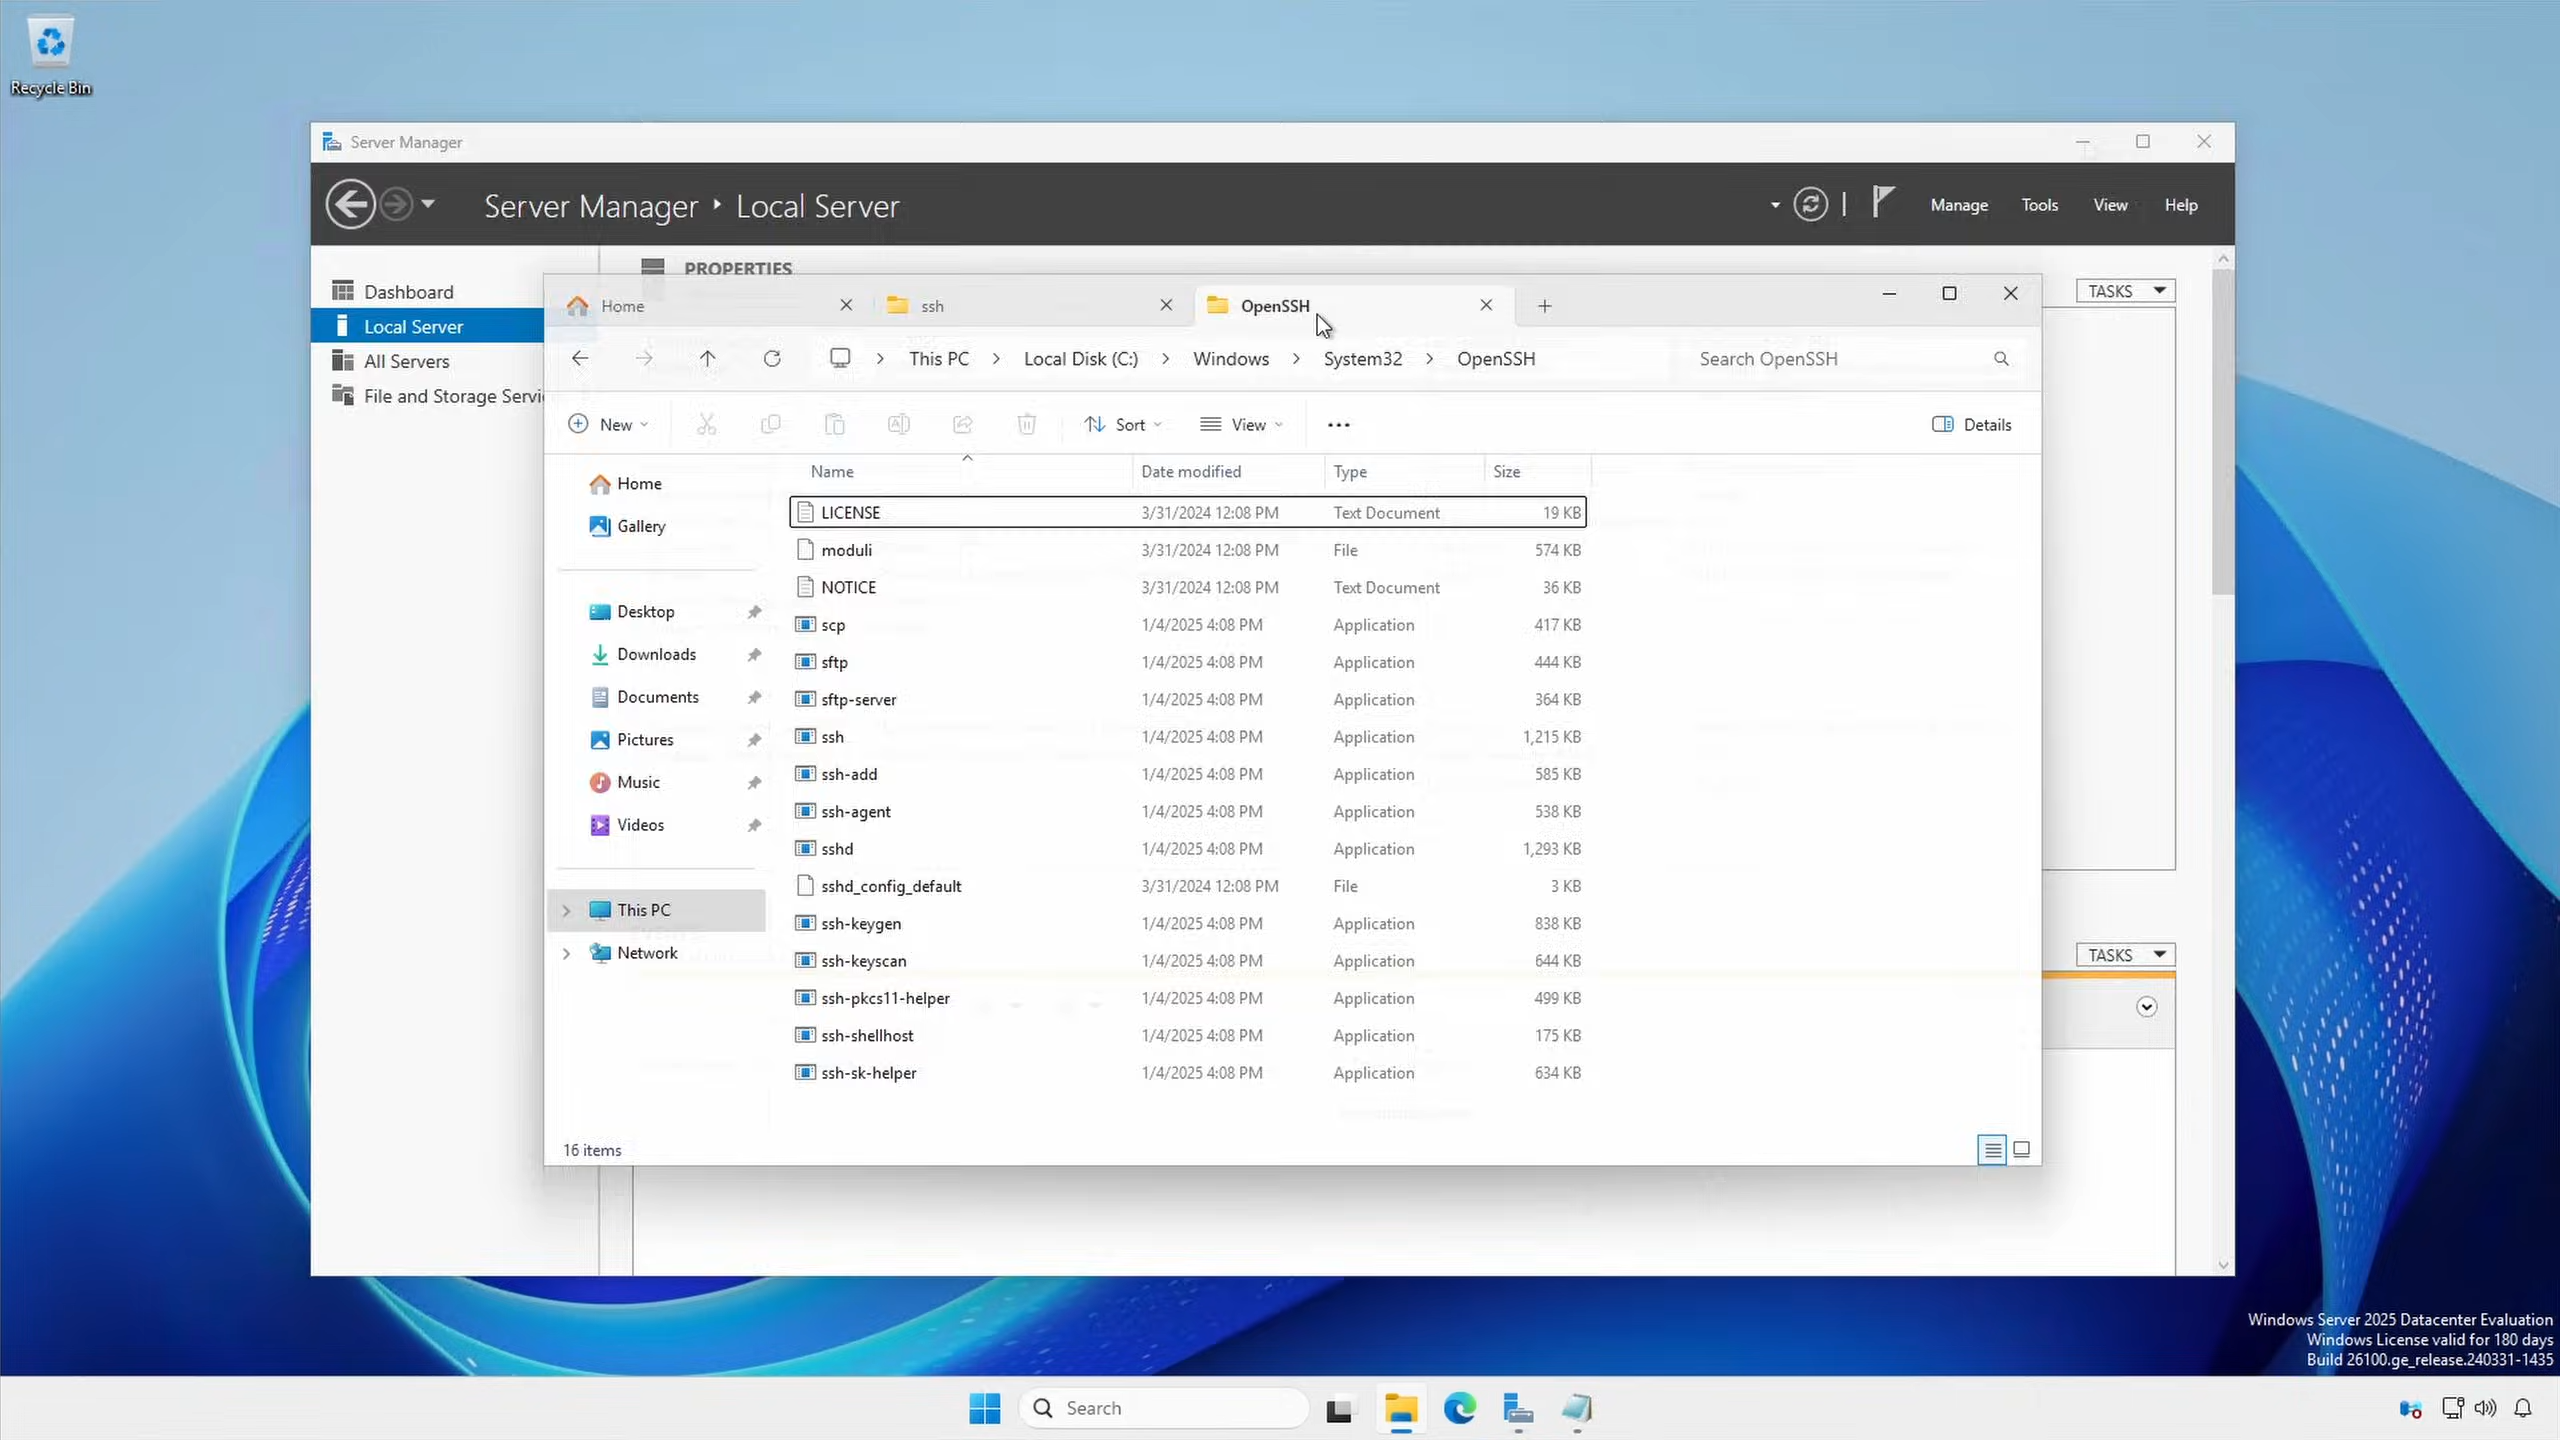 Recycle Bin
Server Manager
Server Manager Local Server
Manage Tools View Help
Dashboard
Local Server
All Servers
File and Storage Servi
PROPERTIES
TASKS
Home ssh OpenSSH
This PC Local Disk (C:) Windows System32 OpenSSH Search OpenSSH
New Sort View Details
Home
Gallery
Desktop
Downloads
Documents
Pictures
Music
Videos
This PC
Network
Name Date modified Type Size
LICENSE 3/31/2024 12:08 PM Text Document 19 KB
moduli 3/31/2024 12:08 PM File 574 KB
NOTICE 3/31/2024 12:08 PM Text Document 36 KB
scp 1/4/2025 4:08 PM Application 417 KB
sftp 1/4/2025 4:08 PM Application 444 KB
sftp-server 1/4/2025 4:08 PM Application 364 KB
ssh 1/4/2025 4:08 PM Application 1,215 KB
ssh-add 1/4/2025 4:08 PM Application 585 KB
ssh-agent 1/4/2025 4:08 PM Application 538 KB
sshd 1/4/2025 4:08 PM Application 1,293 KB
sshd_config_default 3/31/2024 12:08 PM File 3 KB
ssh-keygen 1/4/2025 4:08 PM Application 838 KB
ssh-keyscan 1/4/2025 4:08 PM Application 644 KB
ssh-pkcs11-helper 1/4/2025 4:08 PM Application 499 KB
ssh-shellhost 1/4/2025 4:08 PM Application 175 KB
ssh-sk-helper 1/4/2025 4:08 PM Application 634 KB
16 items
TASKS
Windows Server 2025 Datacenter Evaluation
Windows License valid for 180 days
Build 26100.ge_release.240331-1435
Search